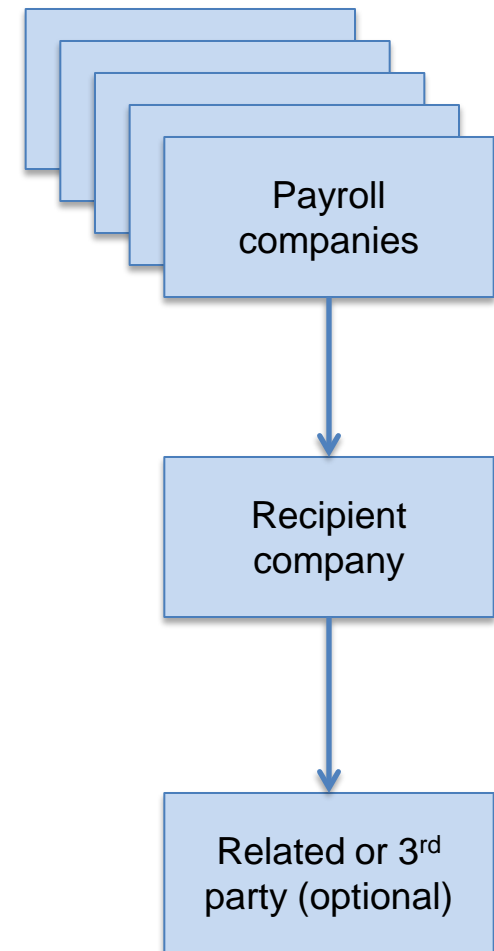 Payroll
companies
Recipient
company
Related or 3rd
party (optional)